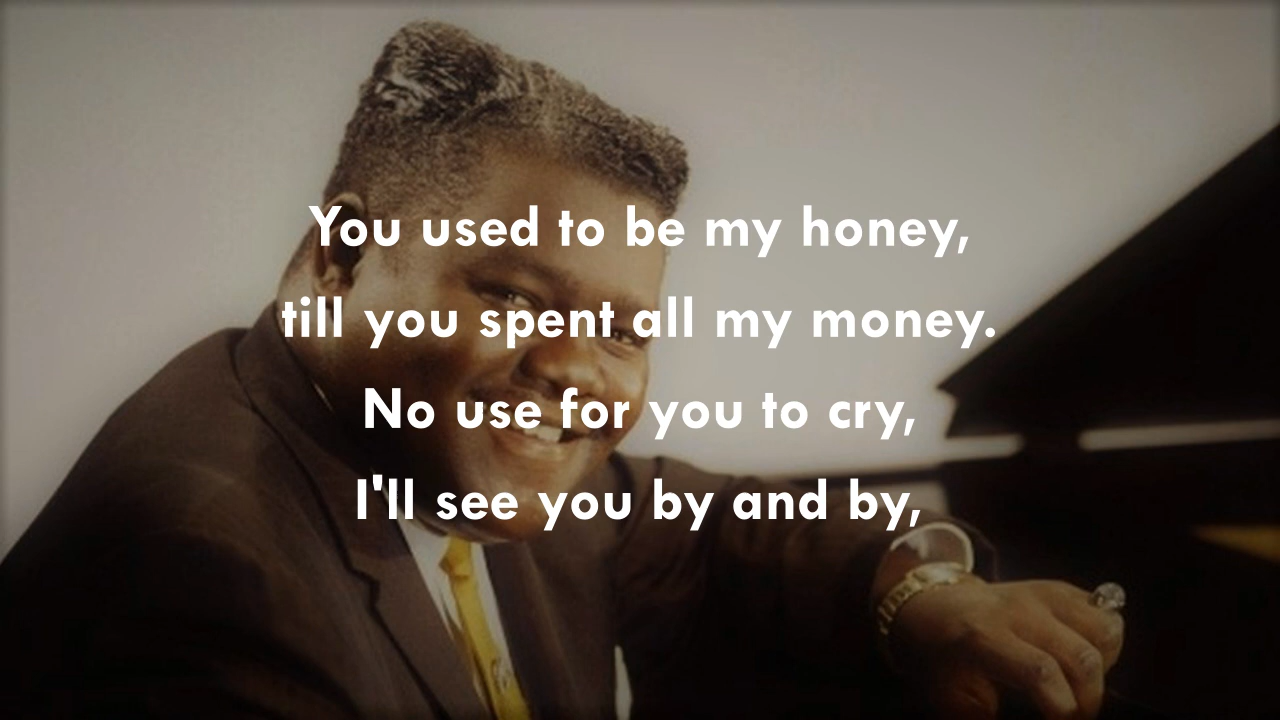 You used to be my honey,
till you spent all my money.
No use for you to cry,
I'll see you by and by,